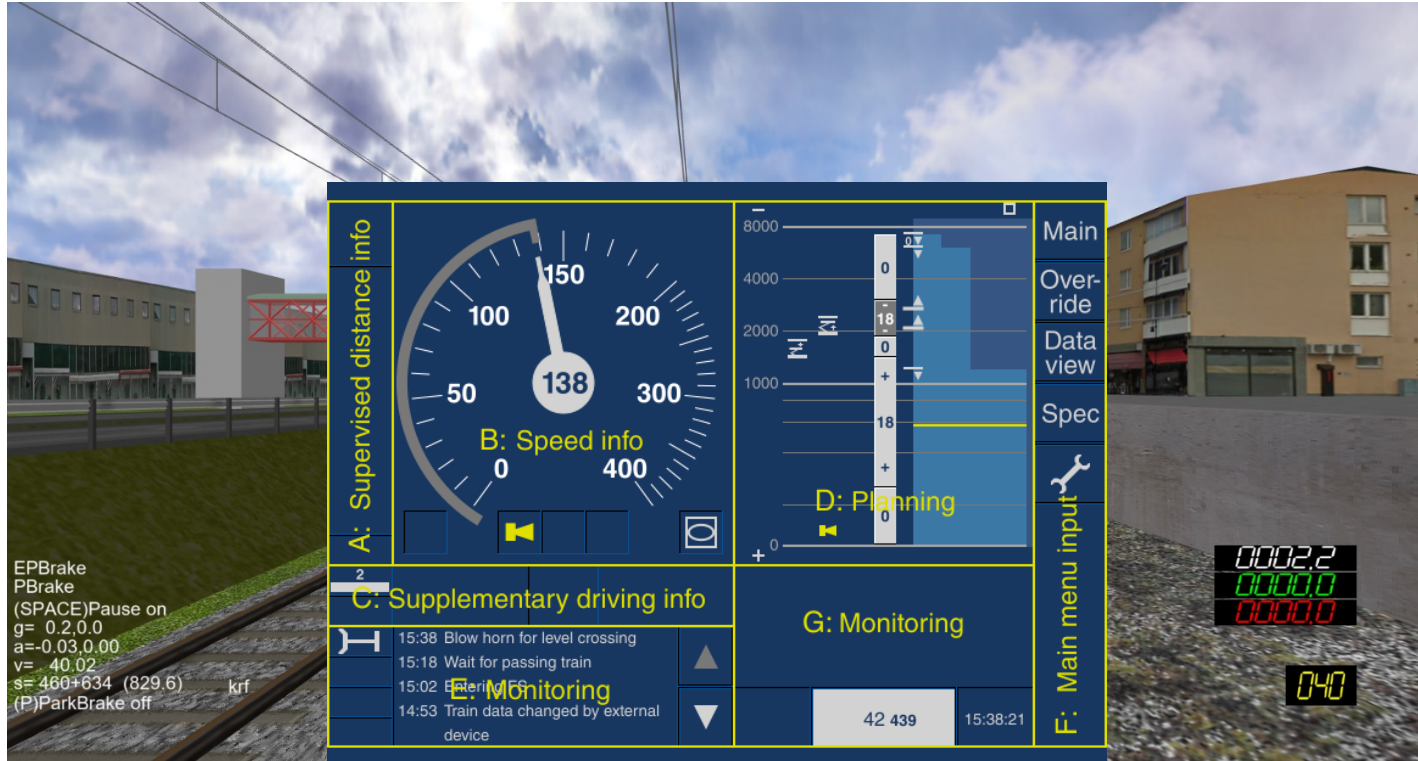 A: Supervised distance info
50
100
150
200
300
400
0
138
B: Speed info
8000
4000
2000
1000
0
0
0
-
18
-
0
+
18
+
0
D: Planning
Main
Over-
ride
Data
view
Spec
F: Main menu input
2
C: Supplementary driving info
15:38 Blow horn for level crossing
15:18 Wait for passing train
15:02 Entering FS
14:53 Train data changed by external
device
E: Monitoring
G: Monitoring
42 439
15:38:21
EPBrake
PBrake
(SPACE)Pause on
g= 0.2,0.0
a=-0.03,0.00
v= 40.02
s= 460+634 (829.6) krf
(P)ParkBrake off
0002,2
0000,0
0000,0
040